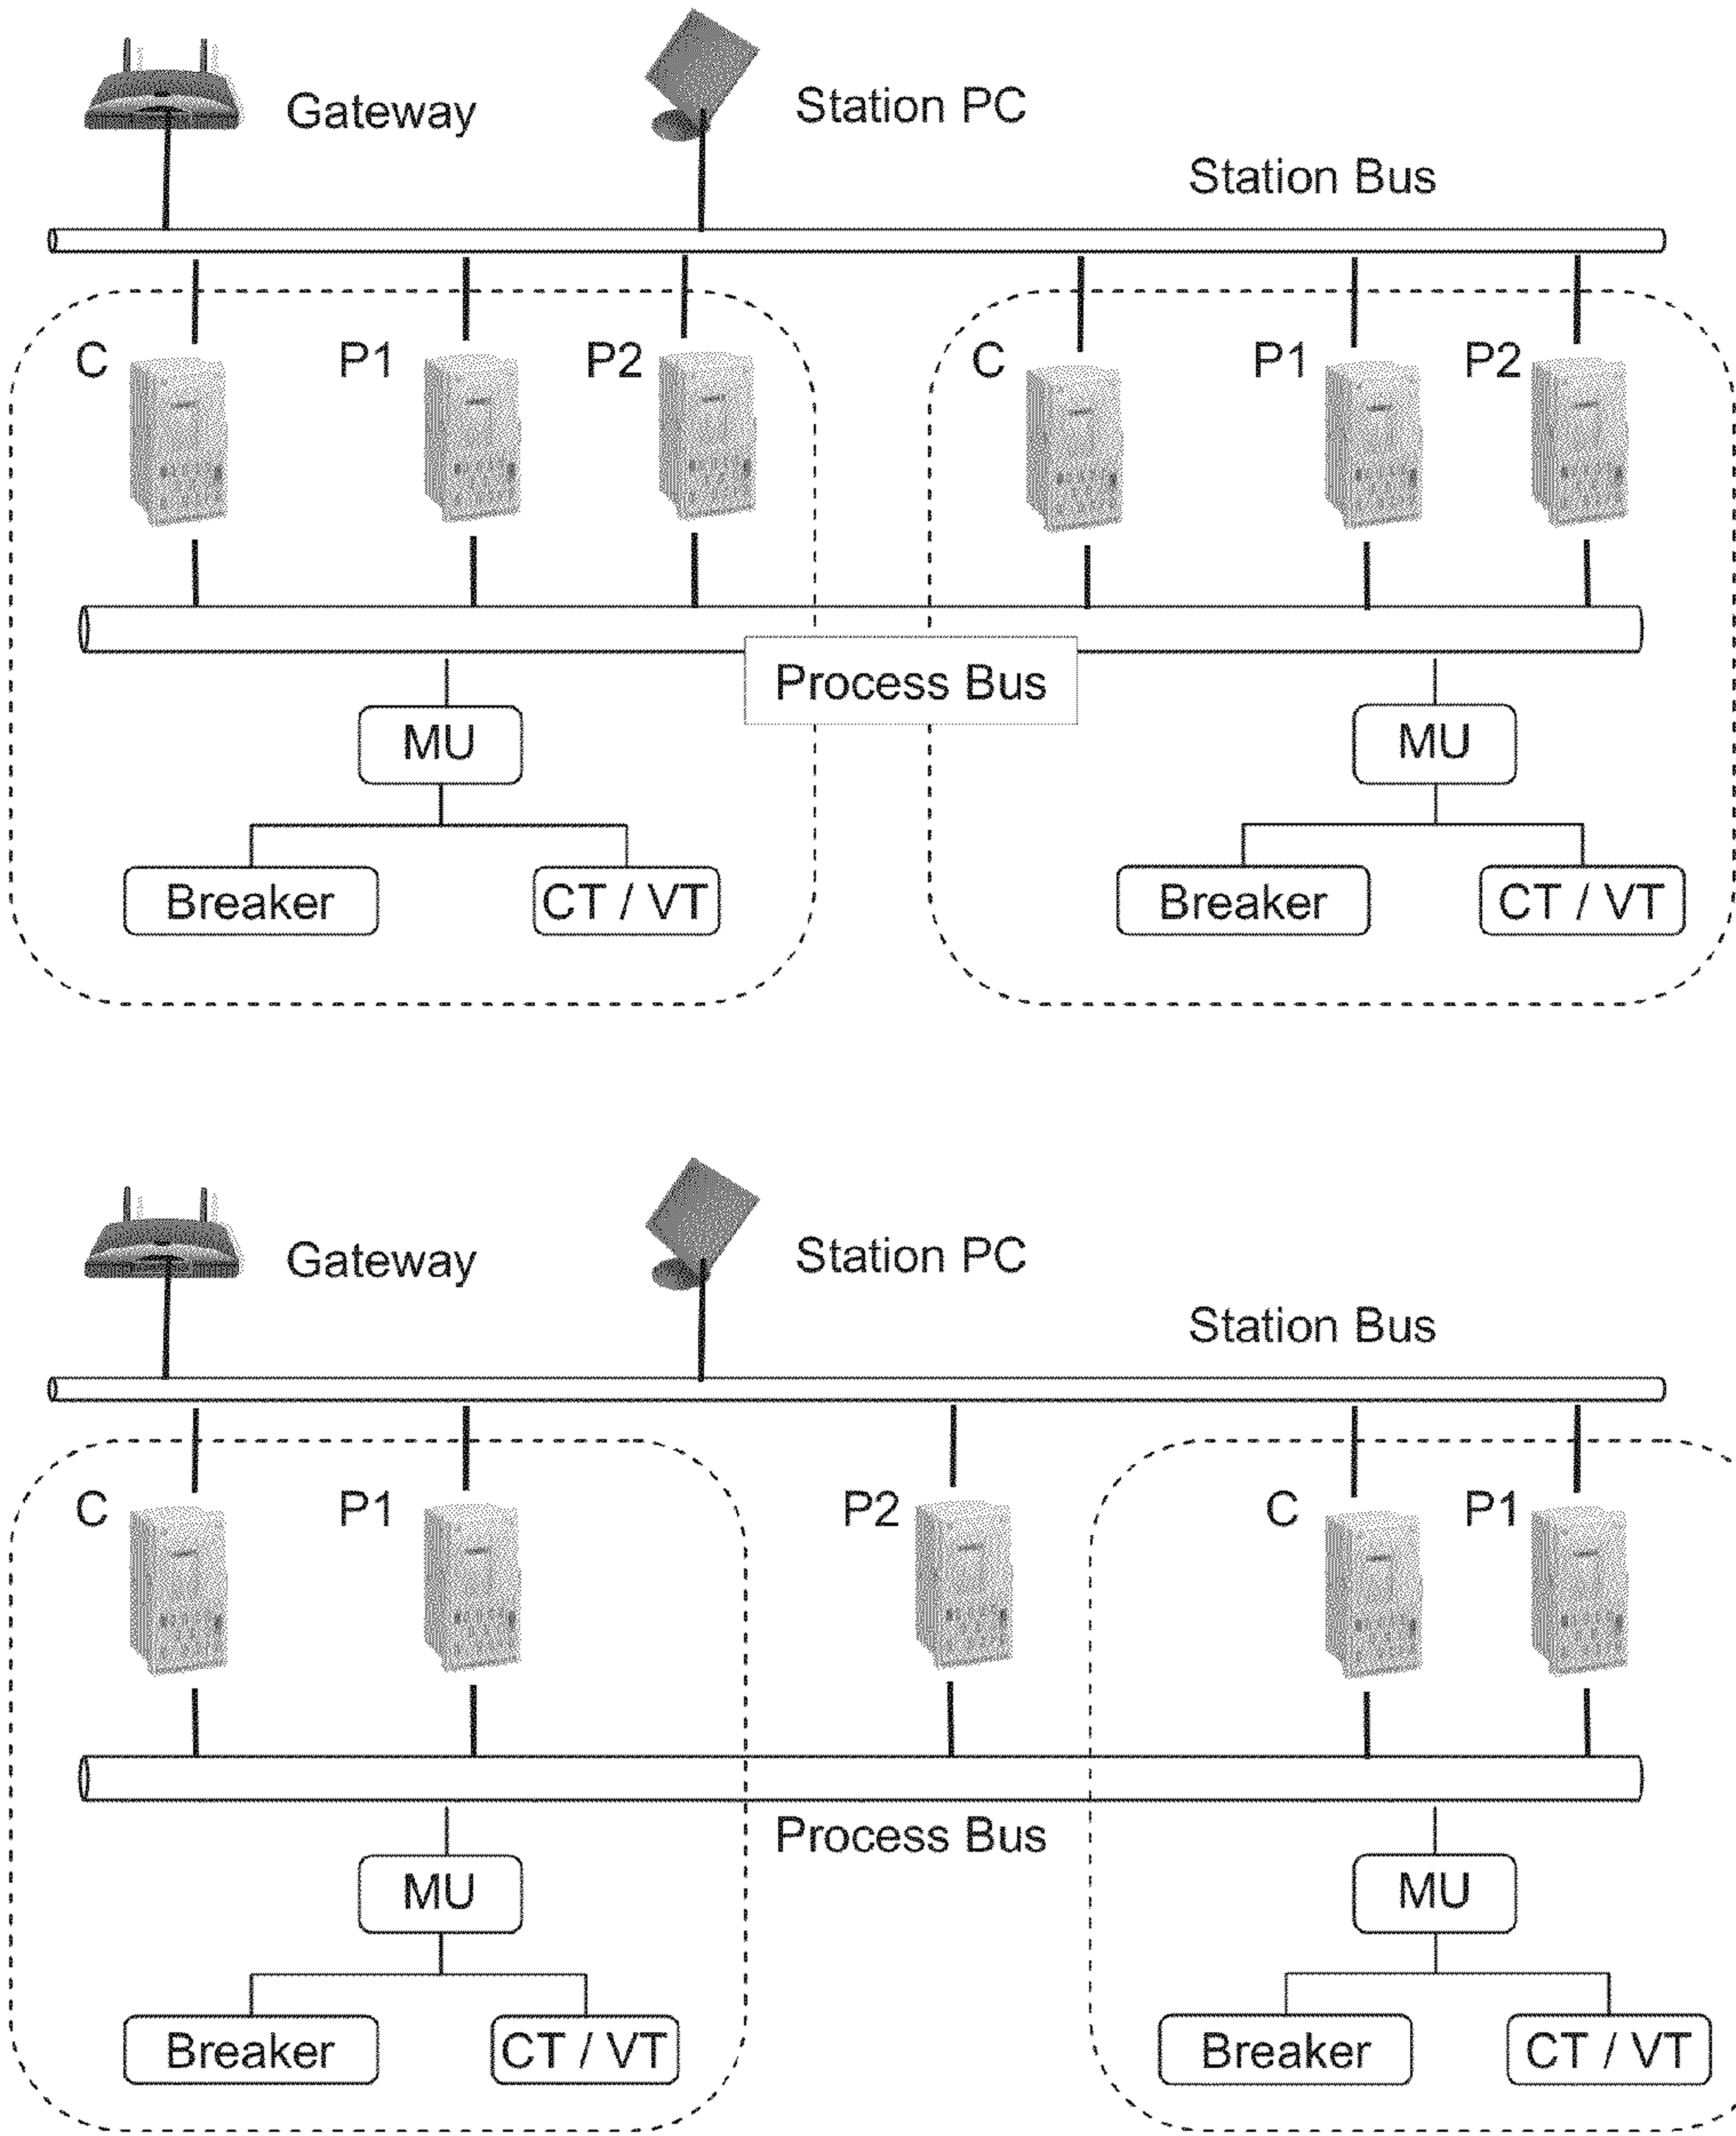 Gateway
Station PC
Station Bus
C
P1
P2
C
P1
P2
Process Bus
MU
MU
Breaker
CT / VT
Breaker
CT / VT
Gateway
Station PC
Station Bus
C
P1
P2
C
P1
Process Bus
MU
MU
Breaker
CT / VT
Breaker
CT / VT